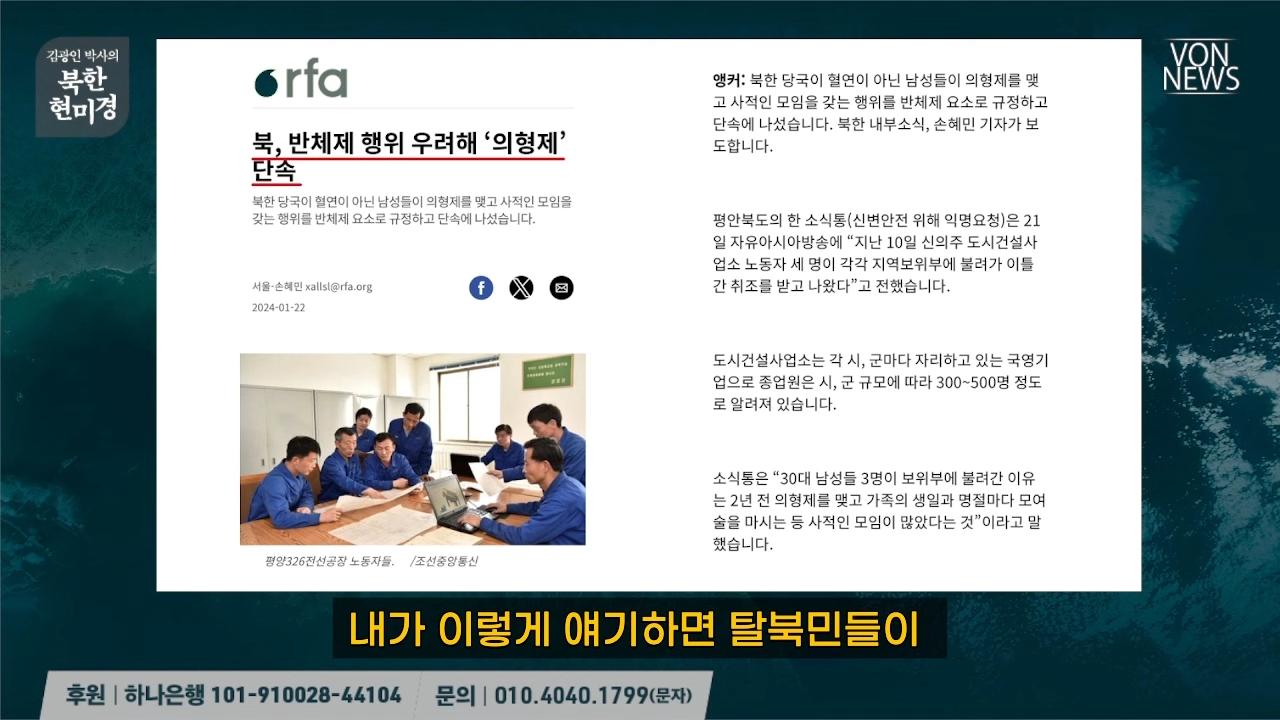 김광인 박사의
북한
현미경
rfa
북, 반체제 행위 우려해 ‘의형제’
단속
북한 당국이 혈연이 아닌 남성들이 의형제를 맺고 사적인 모임을
갖는 행위를 반체제 요소로 규정하고 단속에 나섰습니다.
서울-손혜민 xallsl@rfa.org
2024-01-22
평양326전선공장 노동자들. /조선중앙통신
앵커: 북한 당국이 혈연이 아닌 남성들이 의형제를 맺
고 사적인 모임을 갖는 행위를 반체제 요소로 규정하고
단속에 나섰습니다. 북한 내부소식, 손혜민 기자가 보
도합니다.
평안북도의 한 소식통(신변안전 위해 익명요청)은 21
일 자유아시아방송에 “지난 10일 신의주 도시건설사
업소 노동자 세 명이 각각 지역보위부에 불려가 이틀
간 취조를 받고 나왔다”고 전했습니다.
도시건설사업소는 각 시, 군마다 자리하고 있는 국영기
업으로 종업원은 시, 군 규모에 따라 300~500명 정도
로 알려져 있습니다.
소식통은 “30대 남성들 3명이 보위부에 불려간 이유
는 2년 전 의형제를 맺고 가족의 생일과 명절마다 모여
술을 마시는 등 사적인 모임이 많았다는 것”이라고 말
했습니다.
VON
NEWS
내가 이렇게 얘기하면 탈북민들이
후원 | 하나은행 101-910028-44104 문의 | 010.4040.1799(문자)